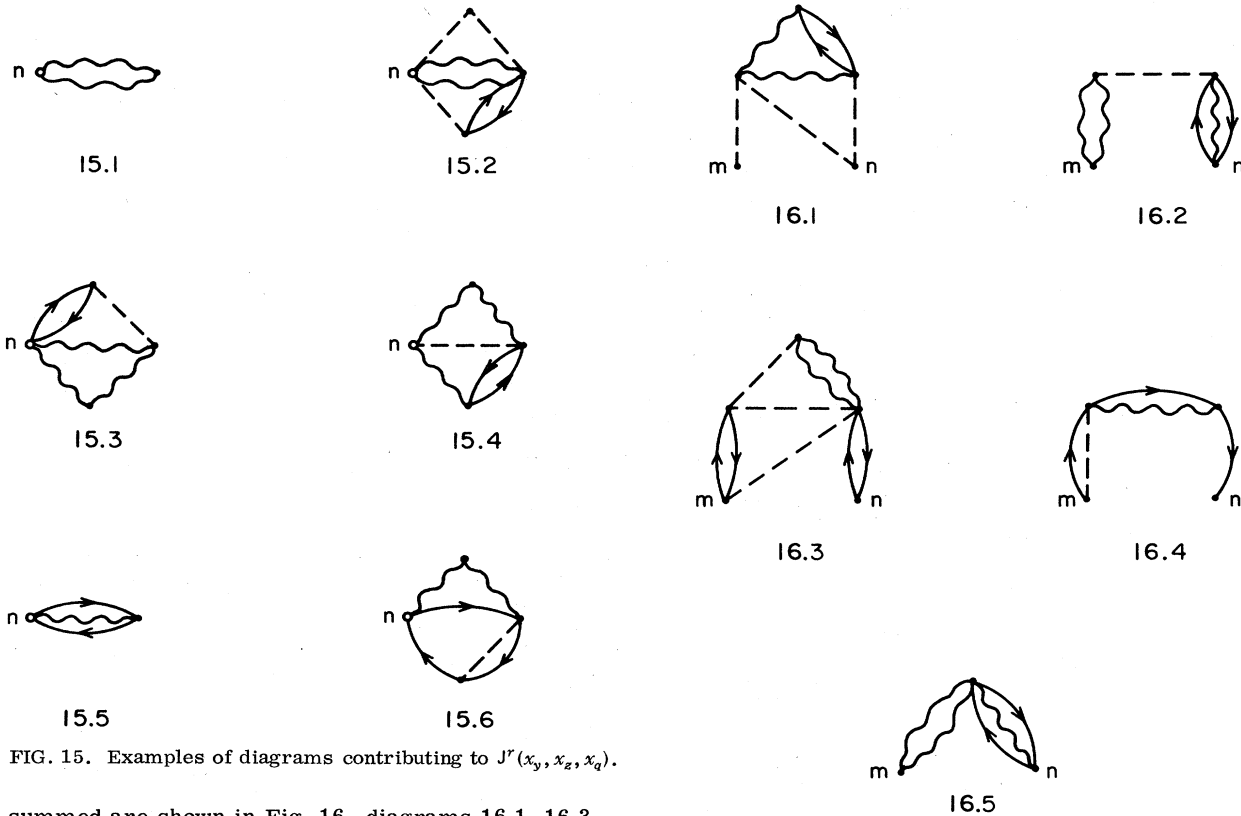 n
15.1
n
15.2
n
15.3
n
15.4
n
15.5
n
15.6
FIG. 15. Examples of diagrams contributing to Jʳ(x_y, x_z, x_q).
summed are shown in Fig. 16, diagrams 16.1, 16.3
m n
16.1
m n
16.2
m n
16.3
m n
16.4
m n
16.5